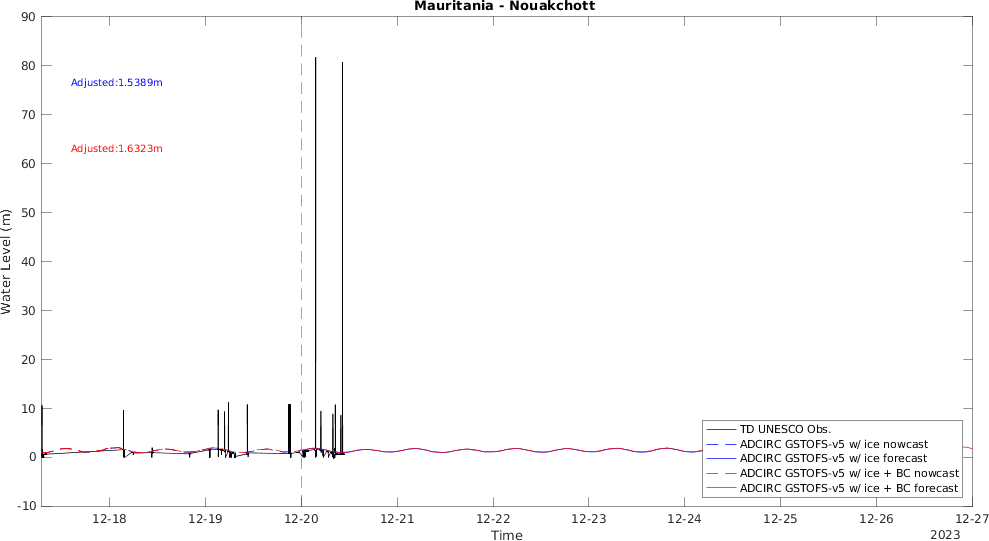 Mauritania - Nouakchott
90
80
70
60
50
40
30
20
10
0
-10
Water Level (m)
Adjusted:1.5389m
Adjusted:1.6323m
TD UNESCO Obs.
ADCIRC GSTOFS-v5 w/ ice nowcast
ADCIRC GSTOFS-v5 w/ ice forecast
ADCIRC GSTOFS-v5 w/ ice + BC nowcast
ADCIRC GSTOFS-v5 w/ ice + BC forecast
12-18 12-19 12-20 12-21 12-22 12-23 12-24 12-25 12-26 12-27
Time
2023